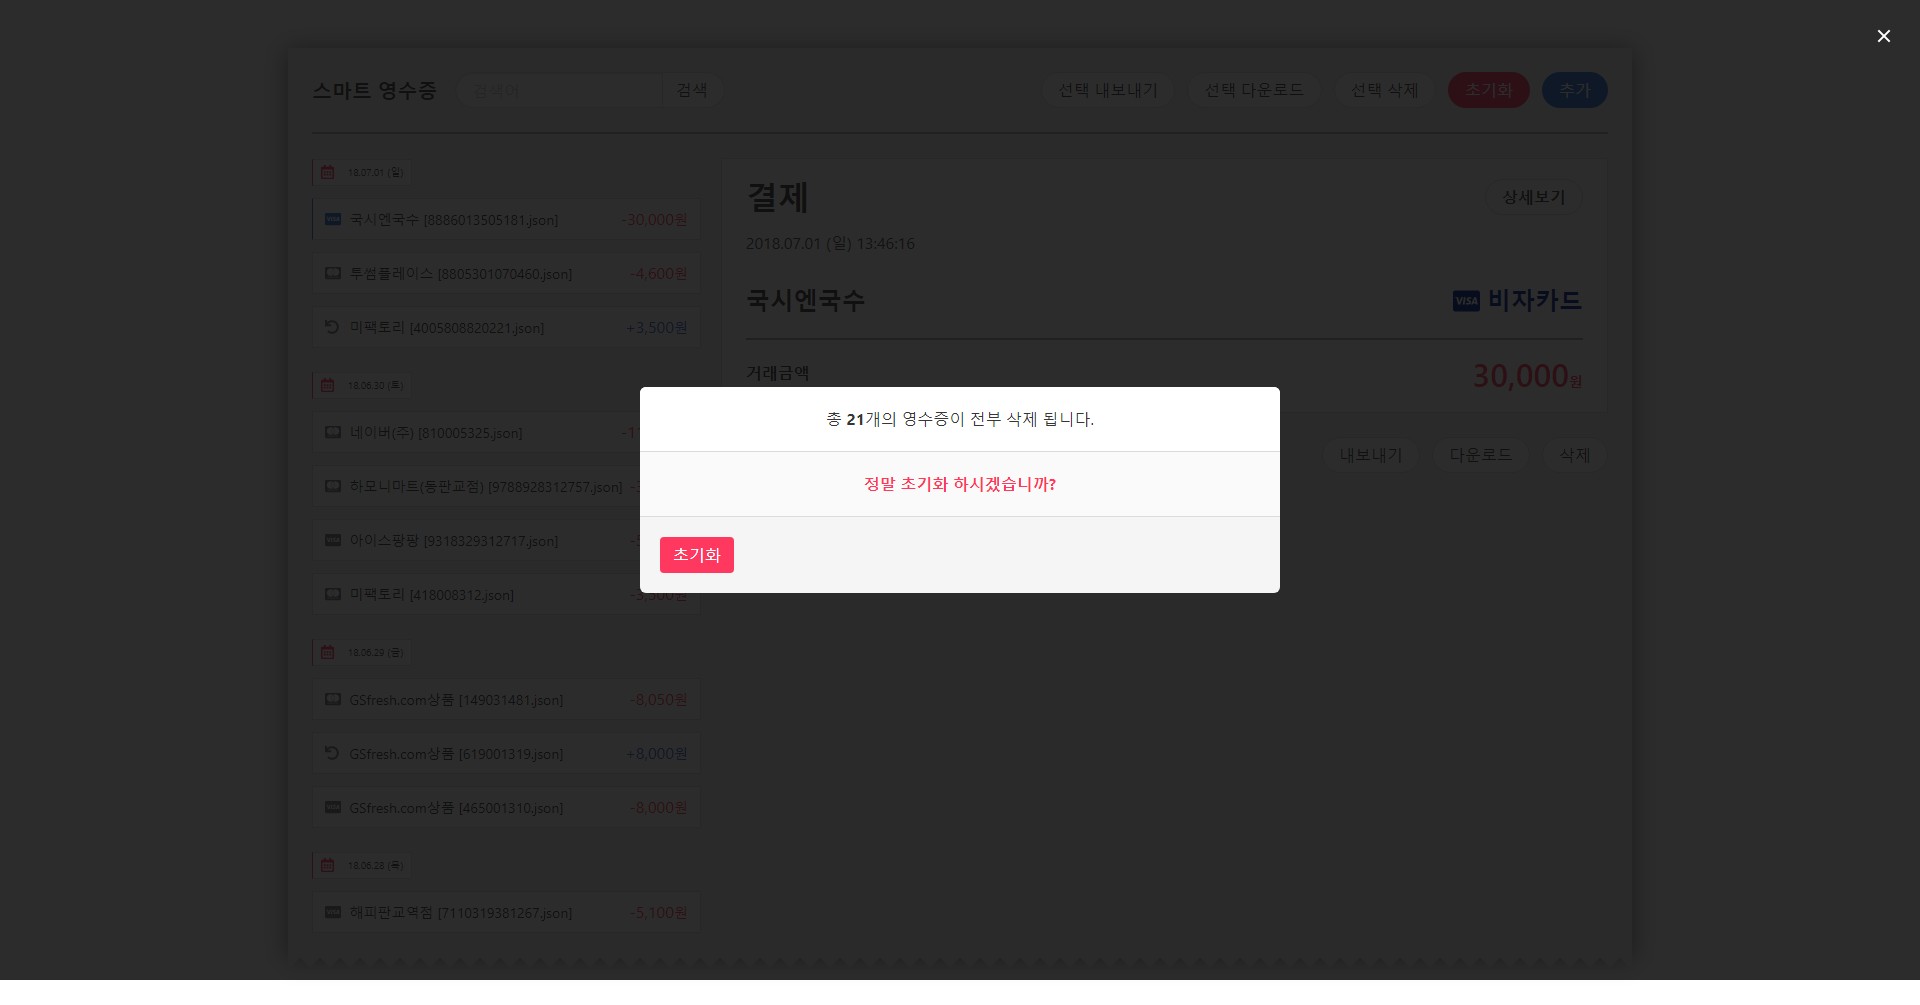 스마트 영수증 검색어 검색 선택 내보내기 선택 다운로드 선택 삭제 초기화 추가
18.07.01 (일)
국시엔국수 [8886013505181.json] -30,000원
투썸플레이스 [8805301070460.json] -4,600원
미팩토리 [4005808820221.json] +3,500원
18.06.30 (토)
네이버(주) [810005325.json]
하모니마트(동판교점) [9788928312757.json]
아이스팡팡 [9318329312717.json]
미팩토리 [418008312.json] -3,500원
18.06.29 (금)
GSfresh.com상품 [149031481.json] -8,050원
GSfresh.com상품 [619001319.json] +8,000원
GSfresh.com상품 [465001310.json] -8,000원
18.06.28 (목)
해피판교역점 [7110319381267.json] -5,100원
결제 상세보기
2018.07.01 (일) 13:46:16
국시엔국수 VISA 비자카드
거래금액 30,000원
내보내기 다운로드 삭제
총 21개의 영수증이 전부 삭제 됩니다.
정말 초기화 하시겠습니까?
초기화